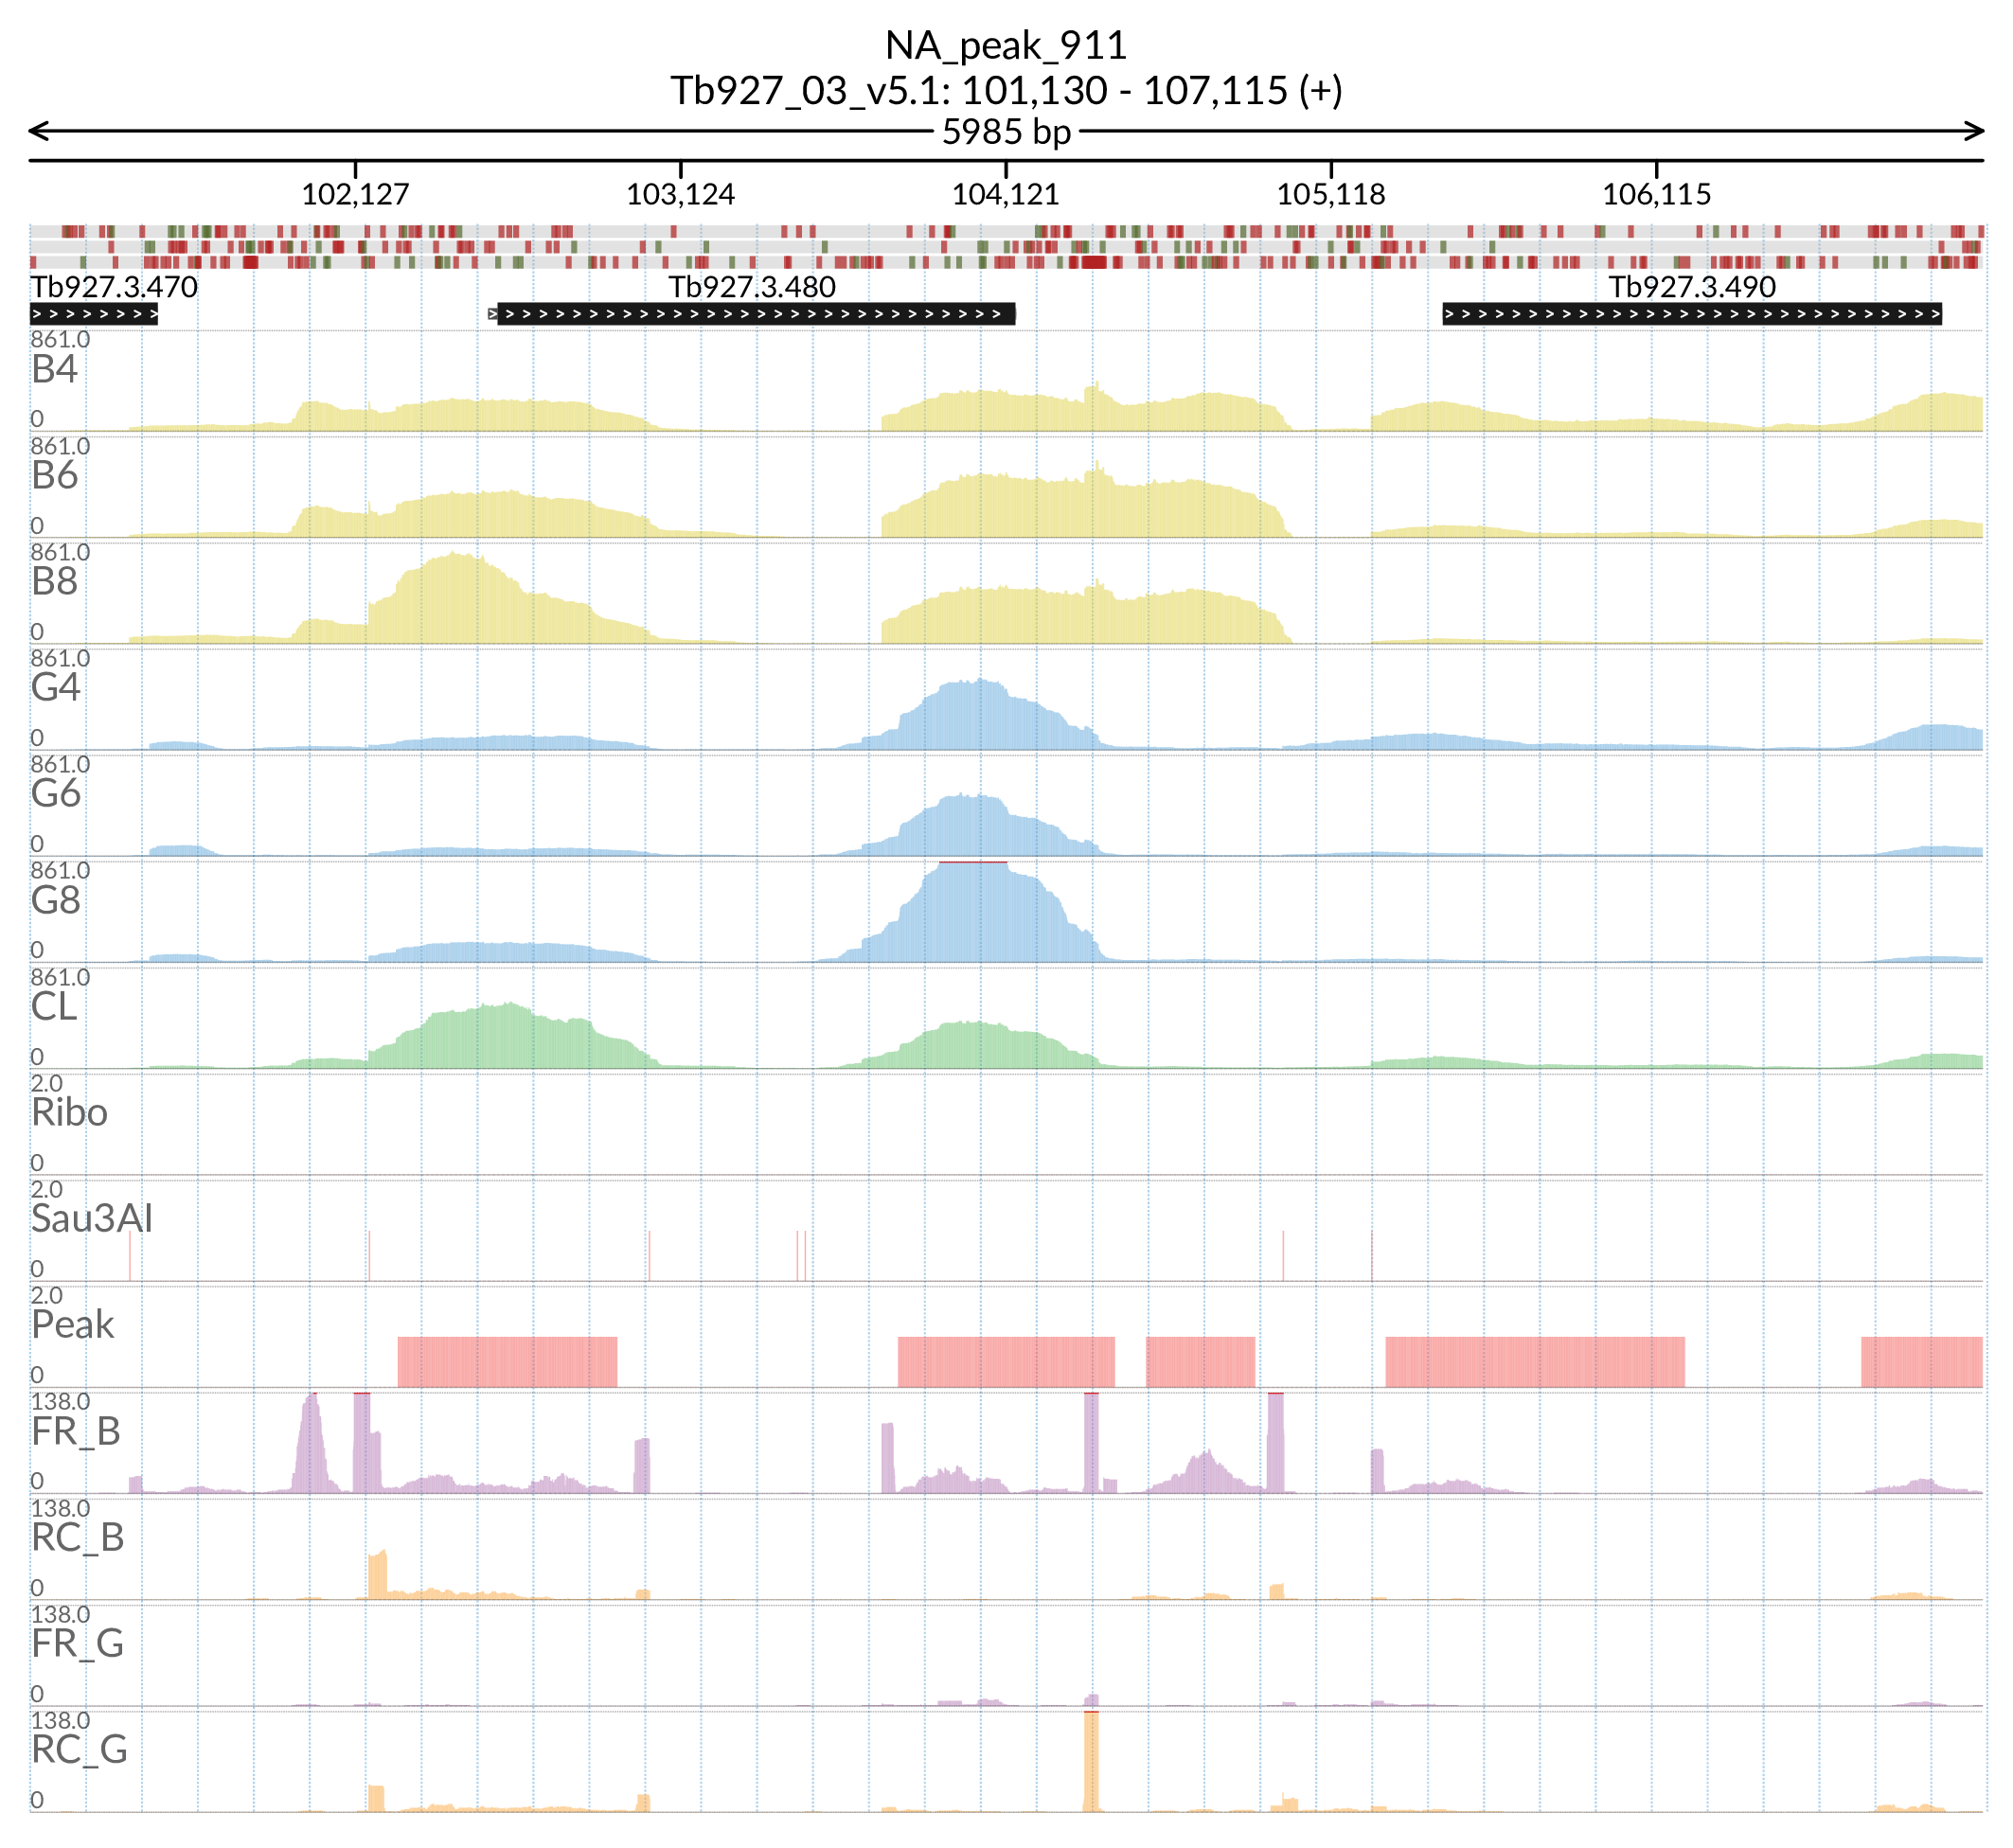 NA_peak_911
Tb927_03_v5.1: 101,130 - 107,115 (+)
5985 bp
102,127 103,124 104,121 105,118 106,115
Tb927.3.470 Tb927.3.480 Tb927.3.490
861.0
B4
0
861.0
B6
0
861.0
B8
0
861.0
G4
0
861.0
G6
0
861.0
G8
0
861.0
CL
0
2.0
Ribo
0
2.0
Sau3AI
0
2.0
Peak
0
138.0
FR_B
0
138.0
RC_B
0
138.0
FR_G
0
138.0
RC_G
0